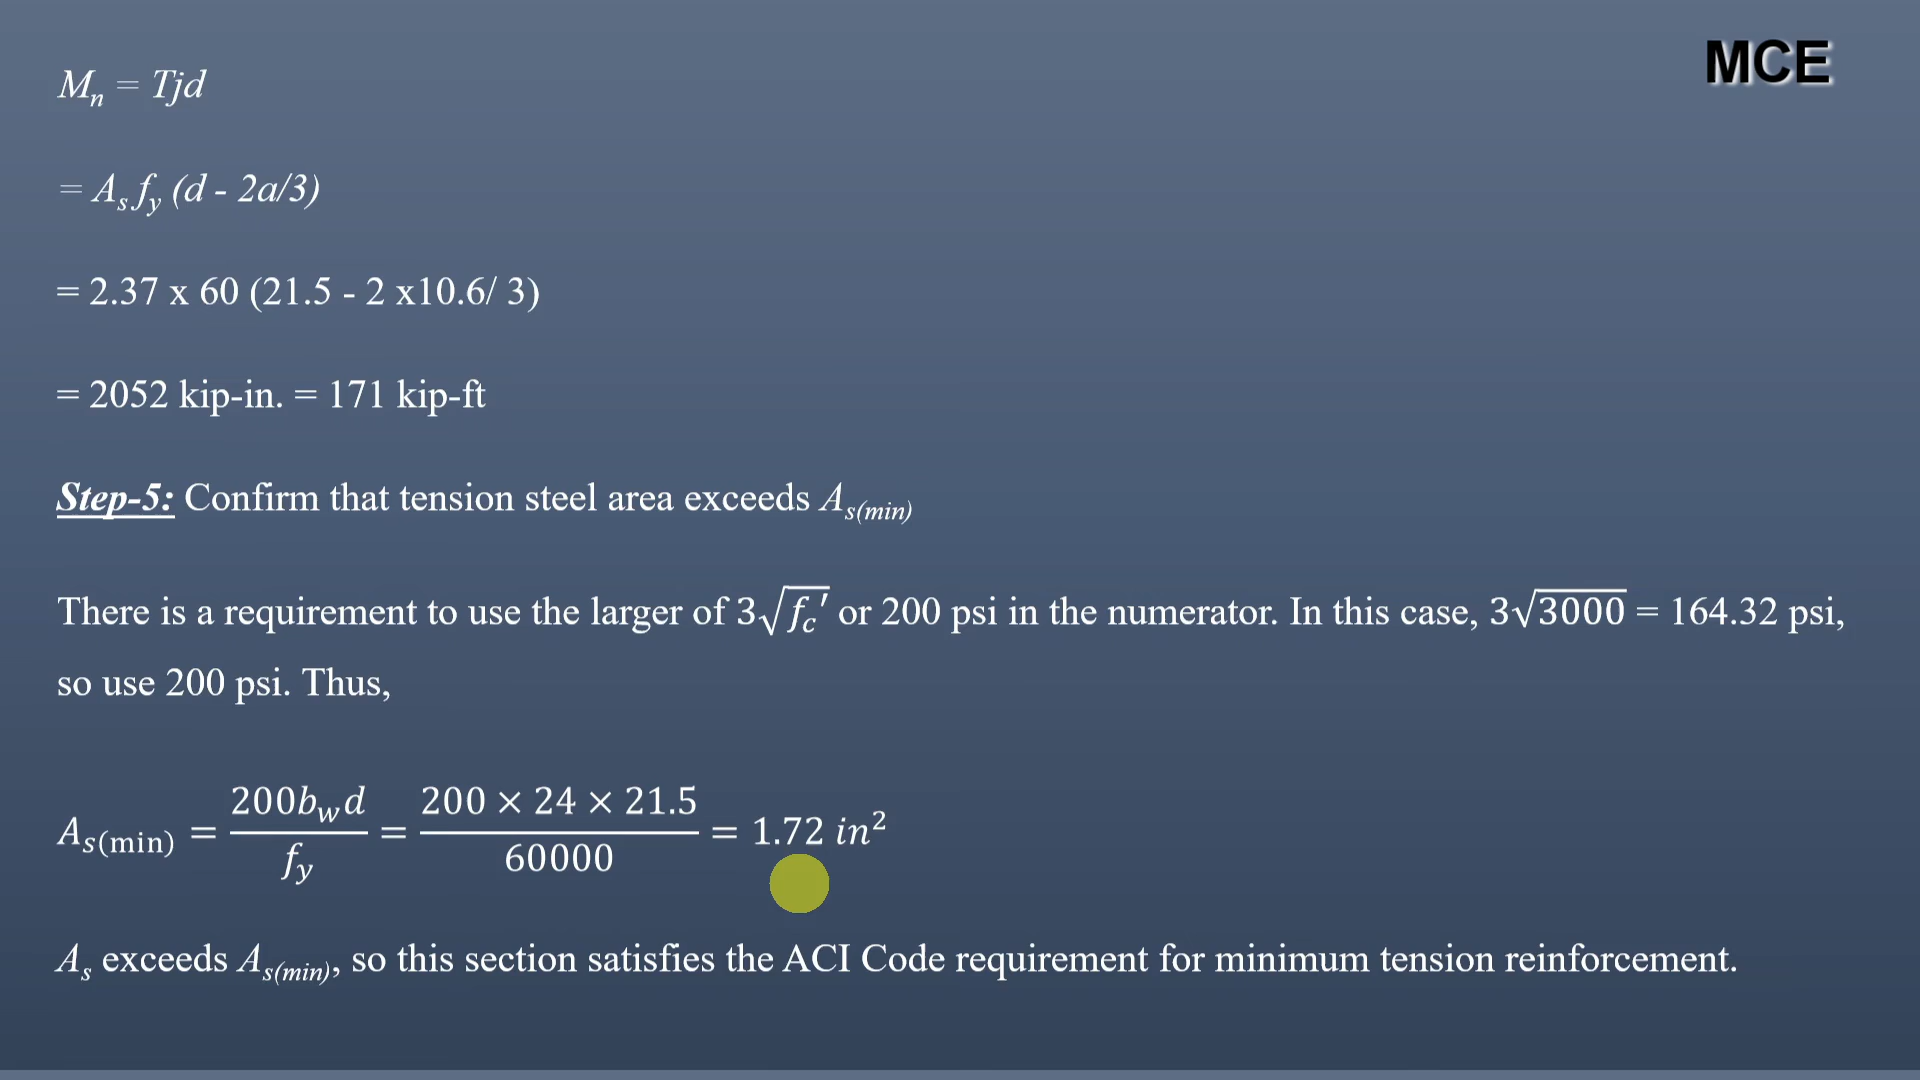 MCE
Mn = Tjd
= As fy (d - 2a/3)
= 2.37 x 60 (21.5 - 2 x10.6/ 3)
= 2052 kip-in. = 171 kip-ft
Step-5: Confirm that tension steel area exceeds As(min)
There is a requirement to use the larger of 3√fc′ or 200 psi in the numerator. In this case, 3√3000 = 164.32 psi,
so use 200 psi. Thus,
As(min) = 200bwd / fy = 200 × 24 × 21.5 / 60000 = 1.72 in²
As exceeds As(min), so this section satisfies the ACI Code requirement for minimum tension reinforcement.